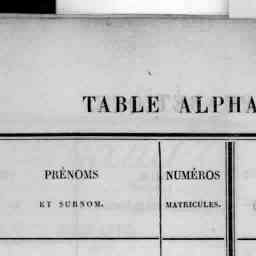 TABLE ALPHA
PRÉNOMS
ET SURNOM.
NUMÉROS
MATRICULES.